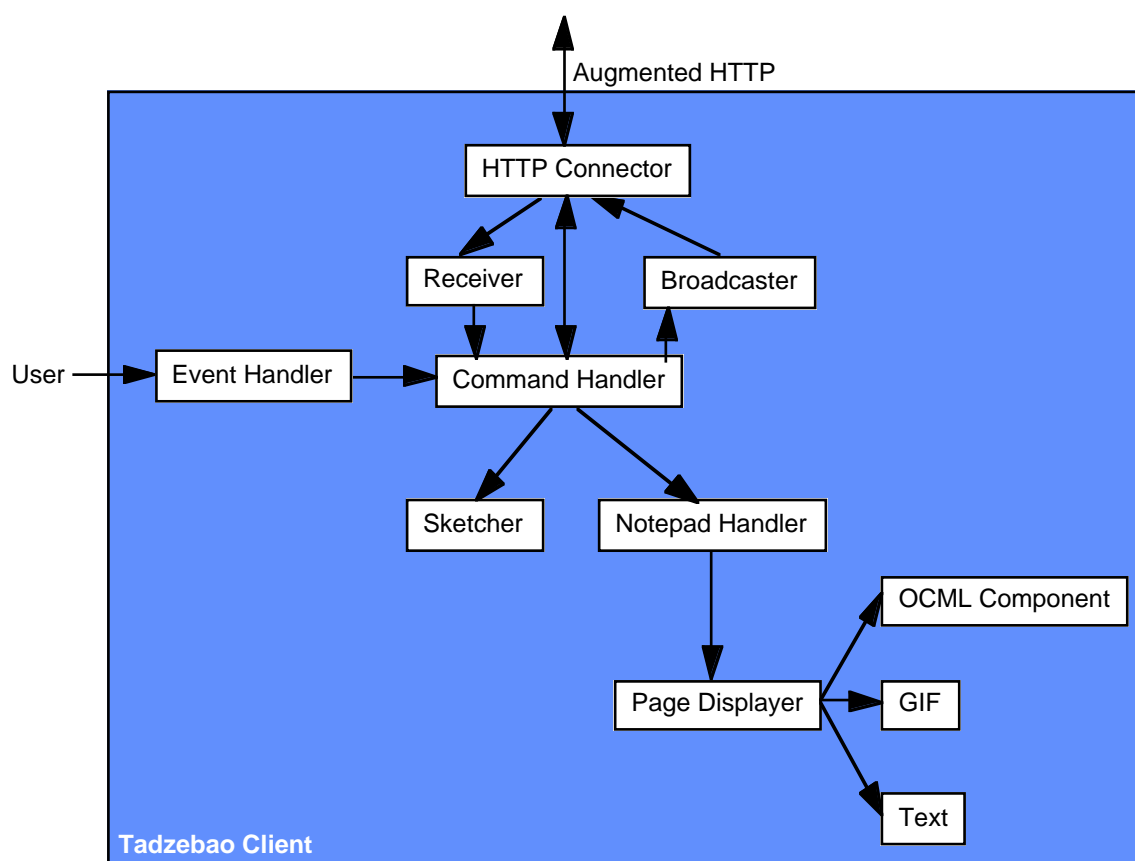 Augmented HTTP
HTTP Connector
Receiver
Broadcaster
User
Event Handler
Command Handler
Sketcher
Notepad Handler
OCML Component
Page Displayer
GIF
Text
Tadzebao Client